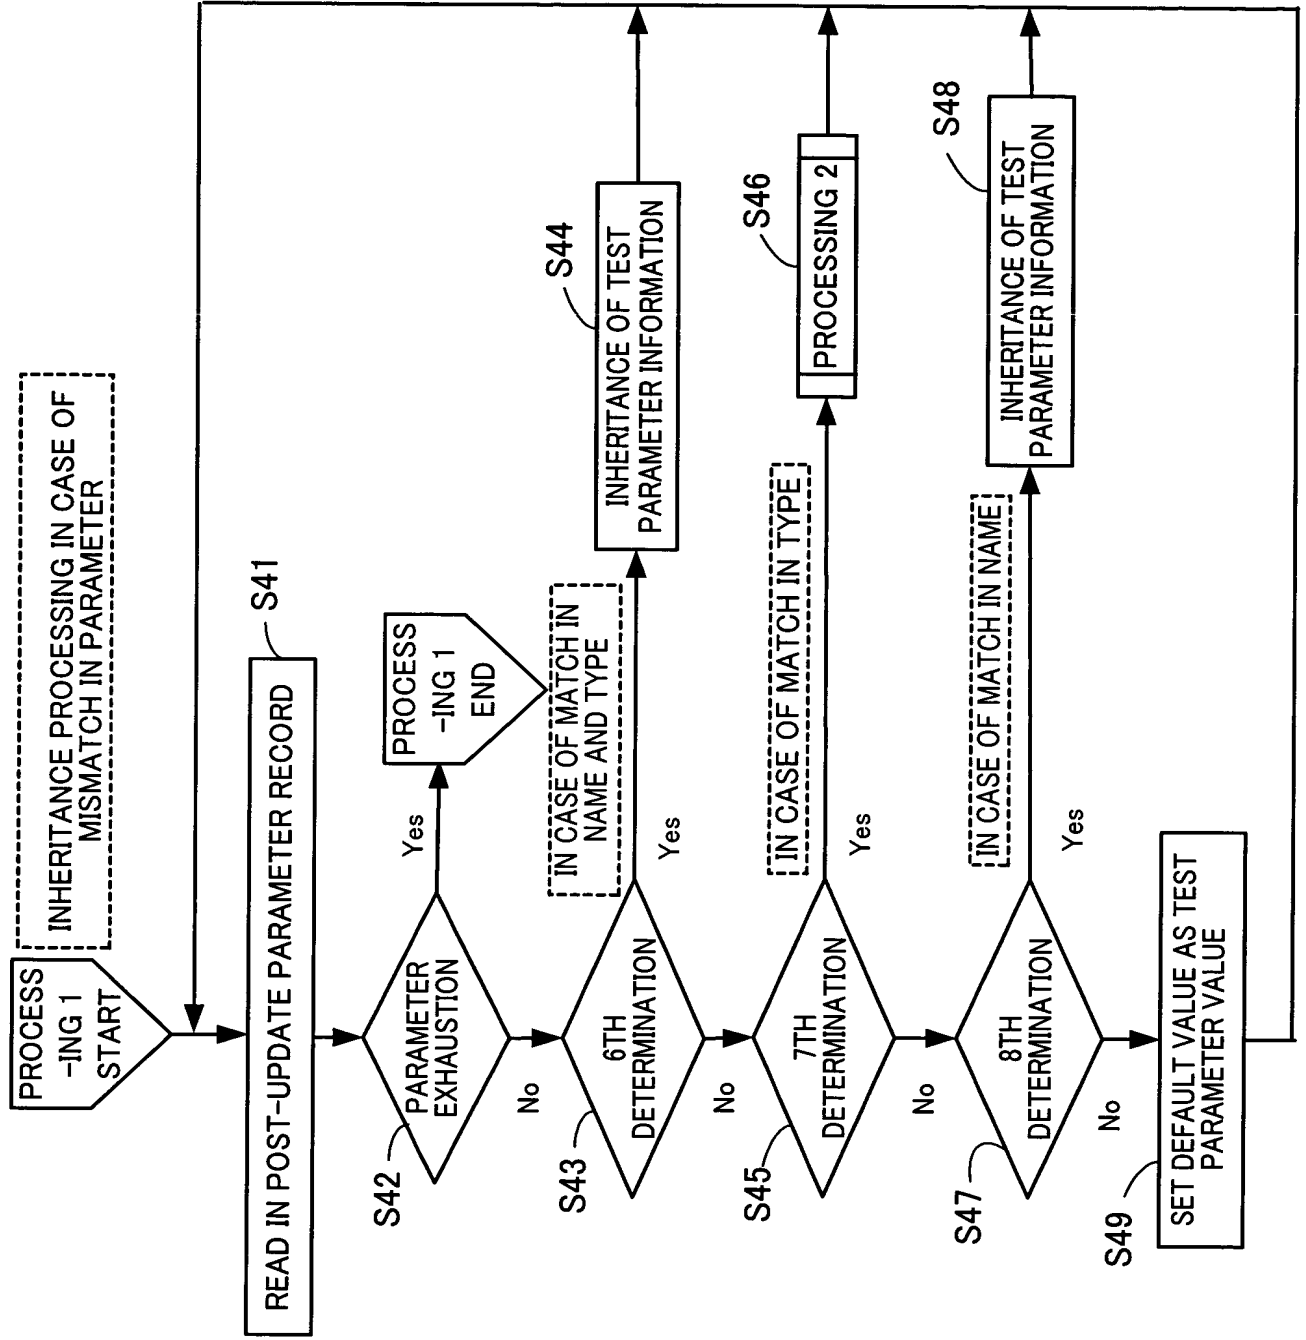 PROCESS
-ING 1
START
INHERITANCE PROCESSING IN CASE OF
MISMATCH IN PARAMETER
S41
READ IN POST-UPDATE PARAMETER RECORD
S42
PARAMETER
EXHAUSTION
Yes
PROCESS
-ING 1
END
No
S43
6TH
DETERMINATION
Yes
IN CASE OF MATCH IN
NAME AND TYPE
S44
INHERITANCE OF TEST
PARAMETER INFORMATION
No
S45
7TH
DETERMINATION
Yes
IN CASE OF MATCH IN TYPE
S46
PROCESSING 2
No
S47
8TH
DETERMINATION
Yes
IN CASE OF MATCH IN NAME
S48
INHERITANCE OF TEST
PARAMETER INFORMATION
No
S49
SET DEFAULT VALUE AS TEST
PARAMETER VALUE